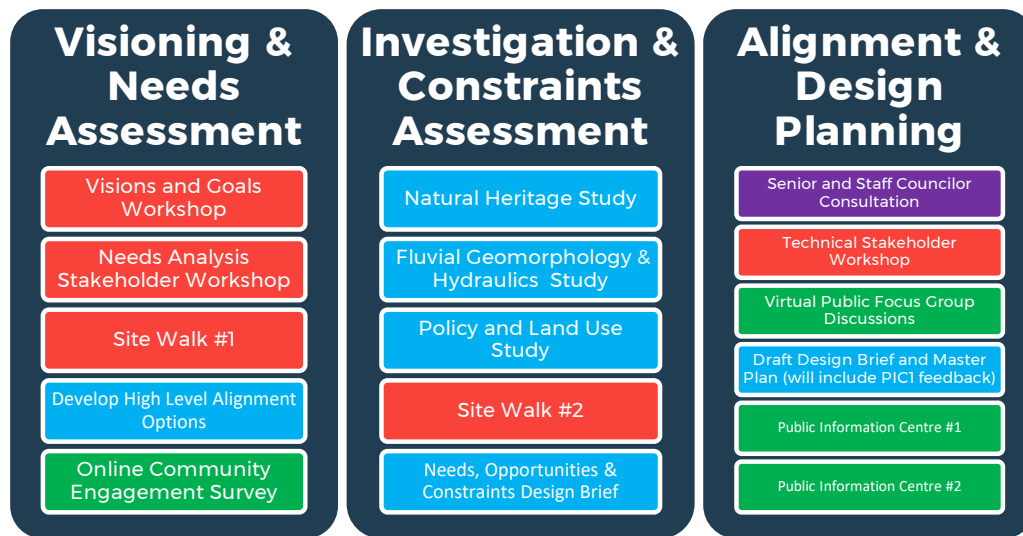 Visioning &
Needs
Assessment
Visions and Goals
Workshop
Needs Analysis
Stakeholder Workshop
Site Walk #1
Develop High Level Alignment
Options
Online Community
Engagement Survey
Investigation &
Constraints
Assessment
Natural Heritage Study
Fluvial Geomorphology &
Hydraulics Study
Policy and Land Use
Study
Site Walk #2
Needs, Opportunities &
Constraints Design Brief
Alignment &
Design
Planning
Senior and Staff Councilor
Consultation
Technical Stakeholder
Workshop
Virtual Public Focus Group
Discussions
Draft Design Brief and Master
Plan (will include PIC1 feedback)
Public Information Centre #1
Public Information Centre #2